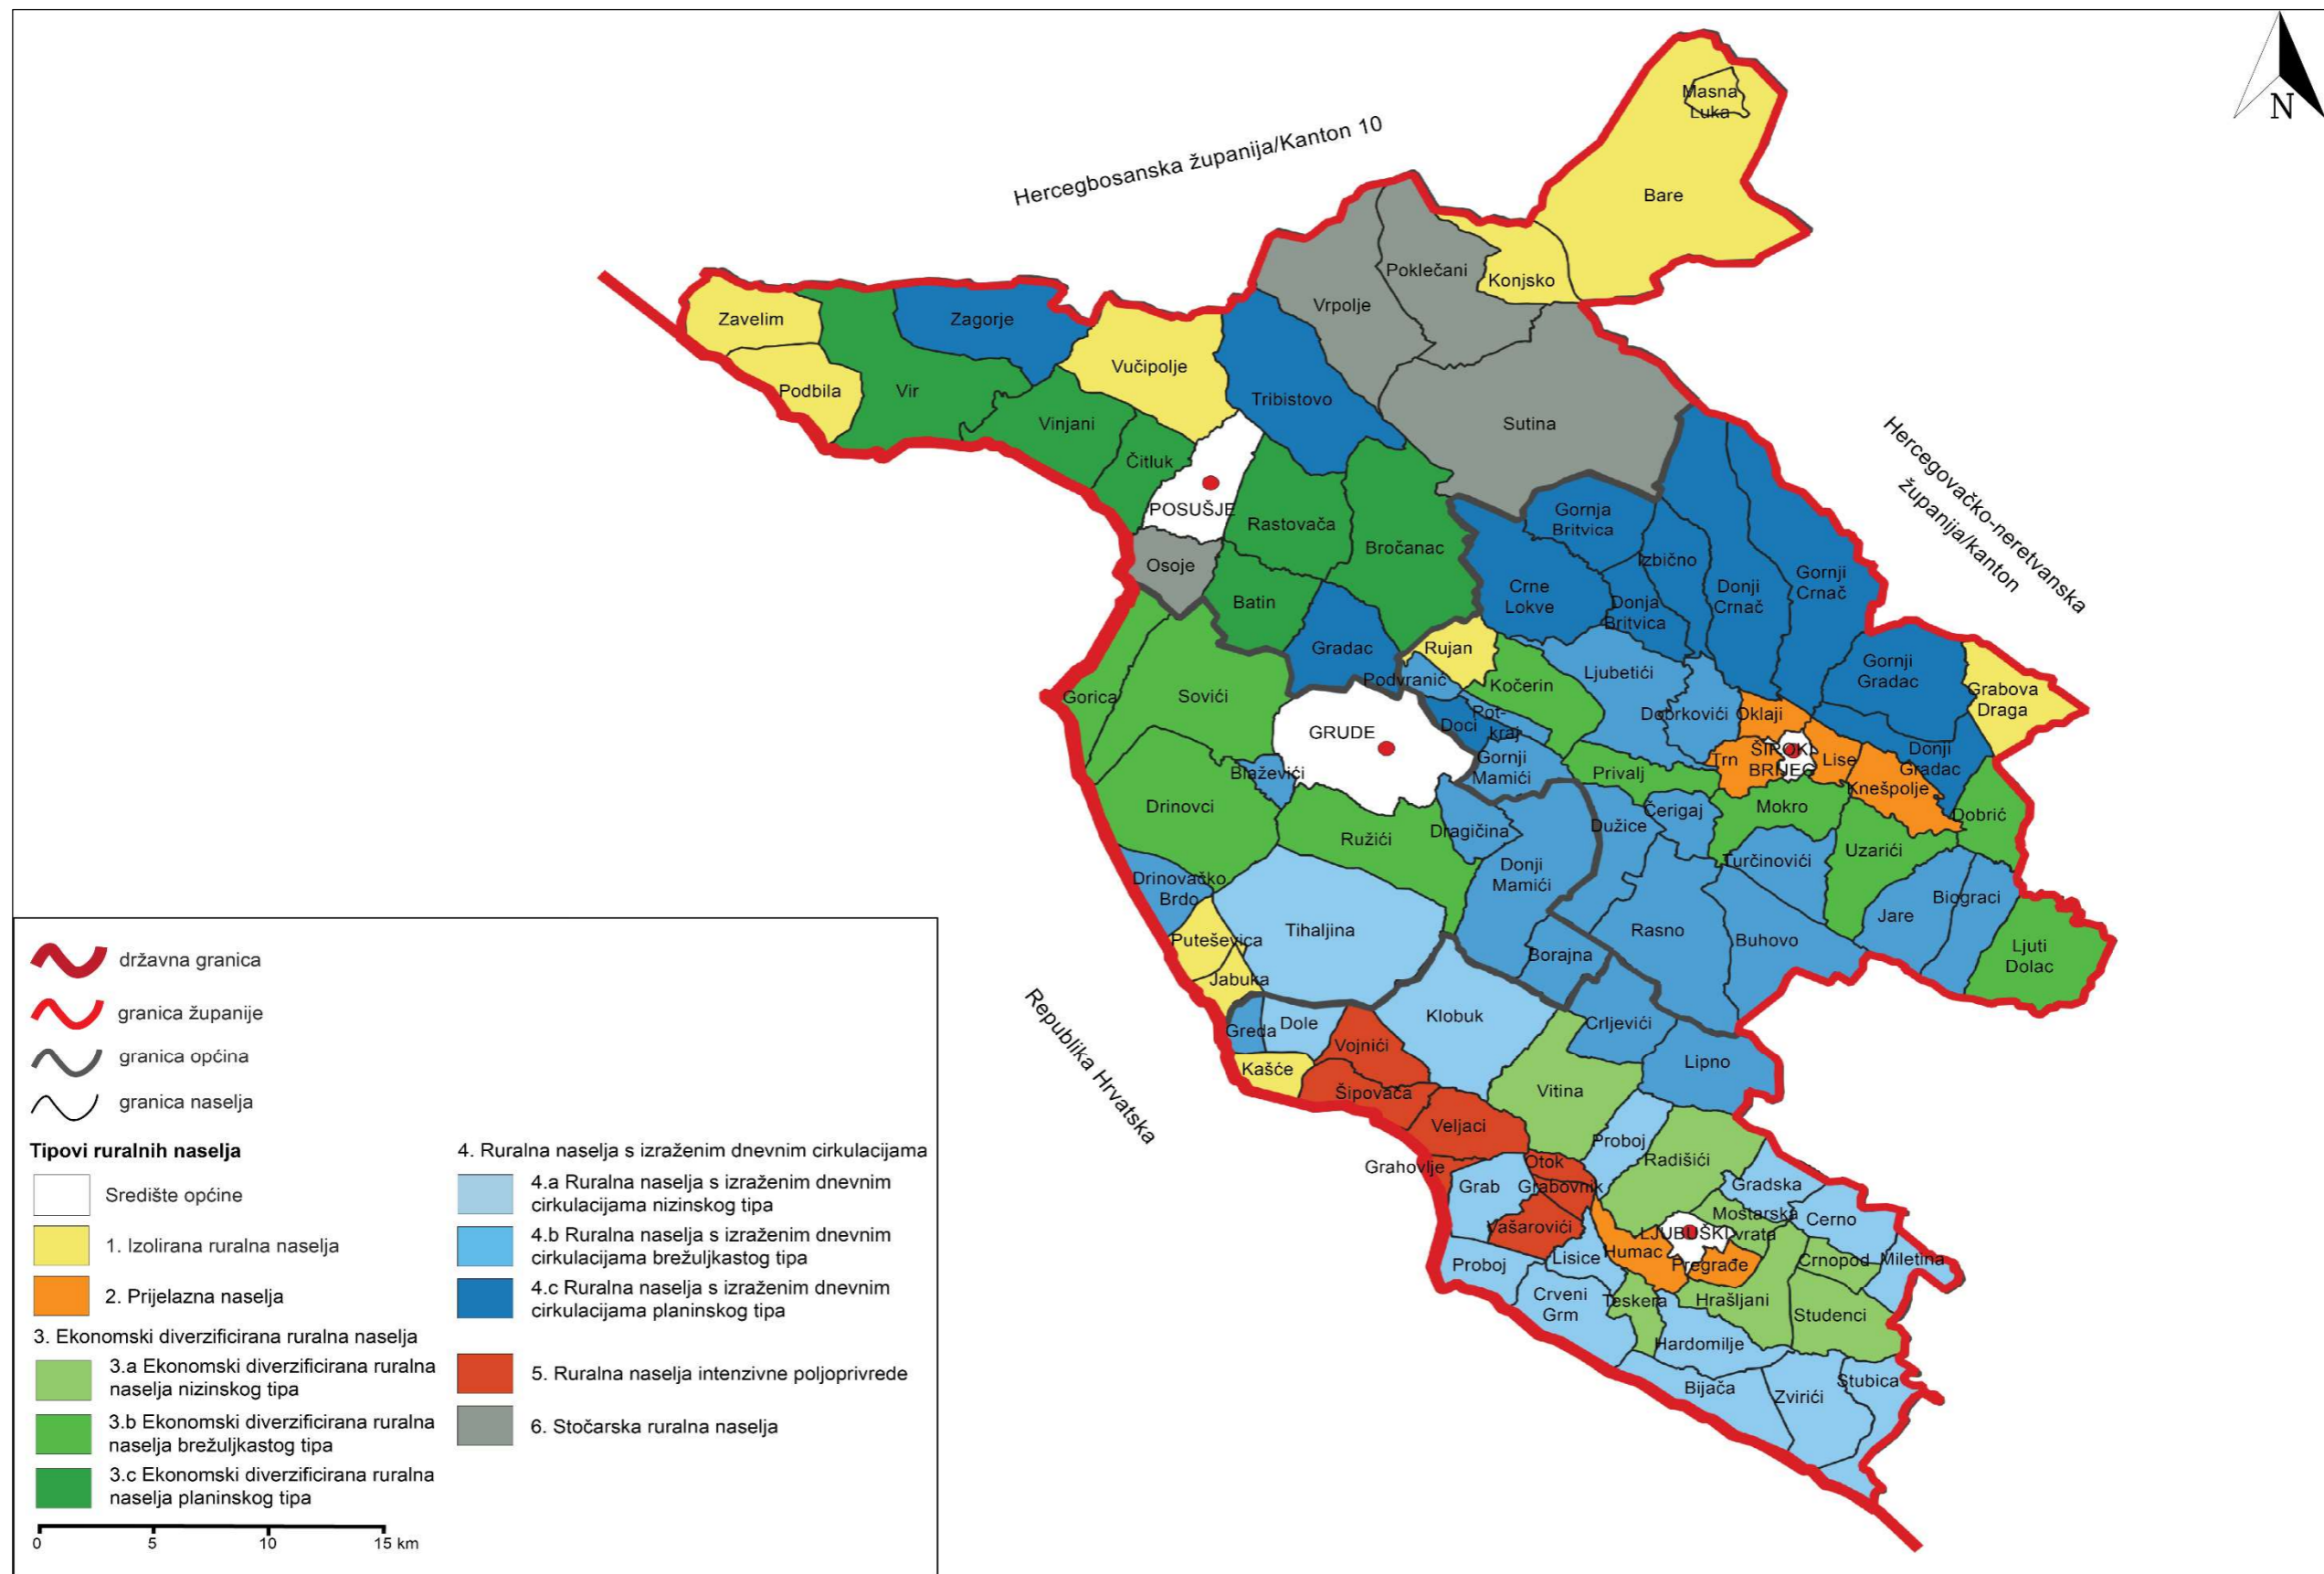 N
Hercegbosanska županija/Kanton 10
Hercegovačko-neretvanska
županija/kanton
Republika Hrvatska
Masna
Luka
Bare
Poklečani
Konjsko
Vrpolje
Zavelim
Zagorje
Vučipolje
Podbila
Vir
Tribistovo
Vinjani
Sutina
Čitluk
POSUŠJE
Rastovača
Bročanac
Gornja
Britvica
Izbično
Osoje
Batin
Crne
Lokve
Donja
Britvica
Donji
Crnač
Gornji
Crnač
Gradac
Rujan
Podvranić
Kočerin
Ljubetići
Gornji
Gradac
Grabova
Draga
Gorica
Sovići
Dobrkovići
Oklaji
GRUDE
Doci
Pot-
kraj
Gornji
Mamići
ŠIROKI
BRIJEG
Trn
Lise
Donji
Gradac
Blaževići
Privalj
Knešpolje
Drinovci
Mokro
Dobrić
Ružići
Dragičina
Dužice
Čerigaj
Turčinovići
Uzarići
Donji
Mamići
Drinovačko
Brdo
Biograci
Jare
Puteševica
Tihaljina
Rasno
Buhovo
Ljuti
Dolac
Borajna
Jabuka
Greda
Dole
Klobuk
Crljevići
Vojnići
Kašće
Lipno
Šipovača
Vitina
Veljaci
Proboj
Radišići
Grahovlje
Otok
Grab
Grabovnik
Gradska
Mostarska
vrata
Cerno
Vašarovići
LJUBUŠKI
Humac
Lisice
Proboj
Pregrađe
Crnopod
Miletina
Crveni
Grm
Teskera
Hrašljani
Studenci
Hardomilje
Bijača
Zvirići
Stubica
državna granica
granica županije
granica općina
granica naselja
Tipovi ruralnih naselja
Središte općine
1. Izolirana ruralna naselja
2. Prijelazna naselja
3. Ekonomski diverzificirana ruralna naselja
3.a Ekonomski diverzificirana ruralna
naselja nizinskog tipa
3.b Ekonomski diverzificirana ruralna
naselja brežuljkastog tipa
3.c Ekonomski diverzificirana ruralna
naselja planinskog tipa
0 5 10 15 km
4. Ruralna naselja s izraženim dnevnim cirkulacijama
4.a Ruralna naselja s izraženim dnevnim
cirkulacijama nizinskog tipa
4.b Ruralna naselja s izraženim dnevnim
cirkulacijama brežuljkastog tipa
4.c Ruralna naselja s izraženim dnevnim
cirkulacijama planinskog tipa
5. Ruralna naselja intenzivne poljoprivrede
6. Stočarska ruralna naselja